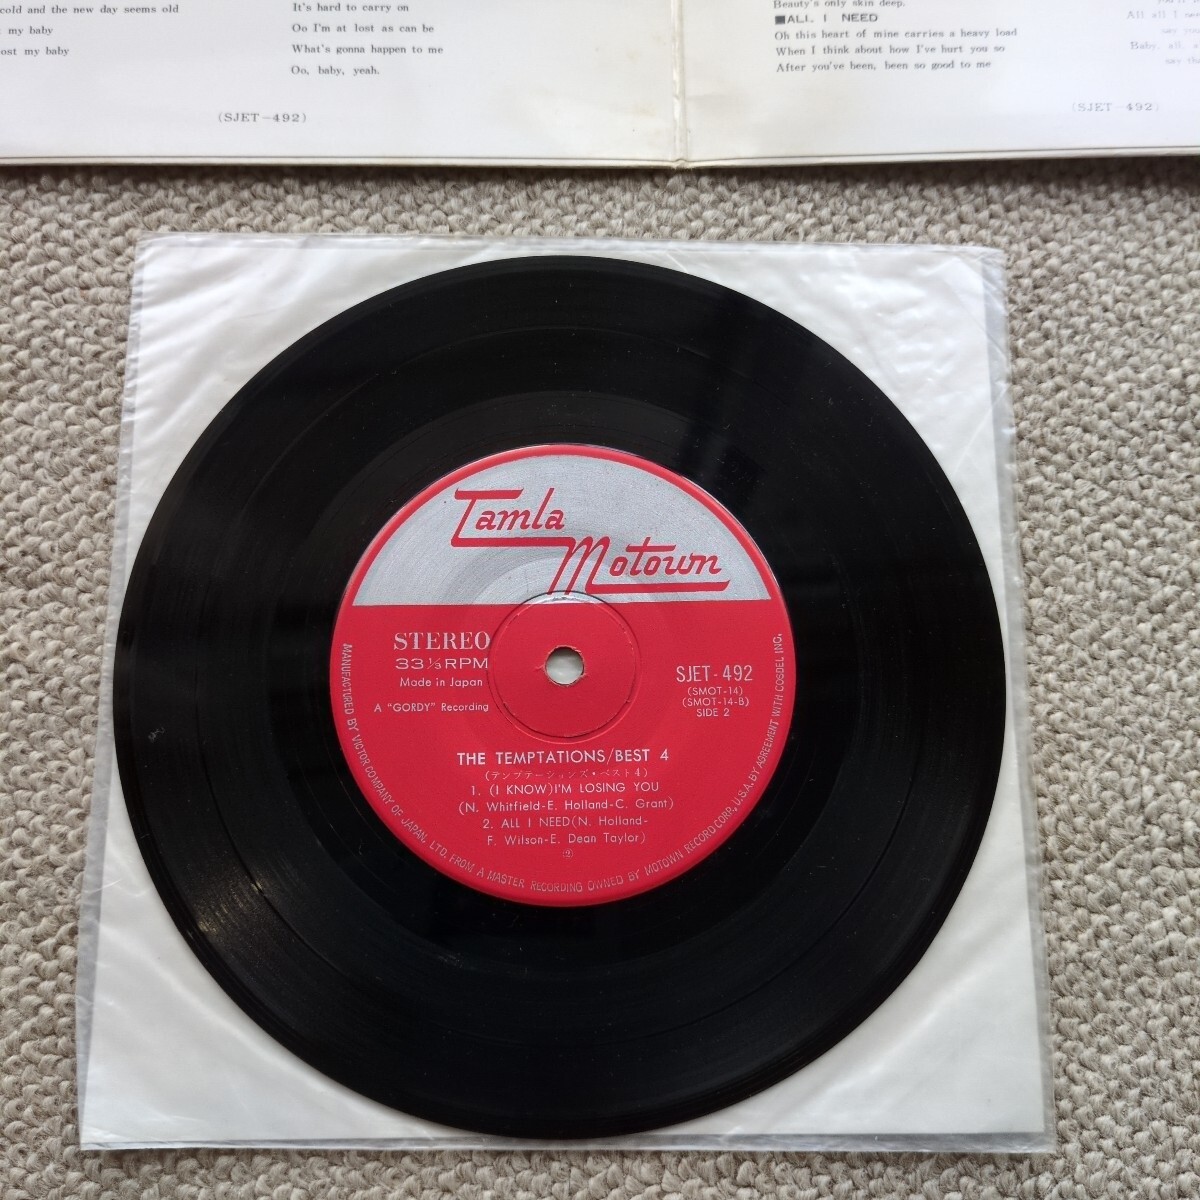 cold and the new day seems old
my baby
ost my baby
It's hard to carry on
Oo I'm at lost as can be
What's gonna happen to me
Oo, baby, yeah.
(SJET-492)
Beauty's only skin deep.
■ALL I NEED
Oh this heart of mine carries a heavy load
When I think about how I've hurt you so
After you've been, been so good to me
All all I nee
Baby, all, a
(SJET-492)
Tamla
Motown
STEREO
33⅓RPM
Made in Japan
A "GORDY" Recording
SJET-492
(SMOT-14)
(SMOT-14-B)
SIDE 2
THE TEMPTATIONS/BEST 4
(テンプテーションズ・ベスト4)
1. (I KNOW)I'M LOSING YOU
(N. Whitfield-E. Holland-C. Grant)
2. ALL I NEED(N. Holland-
F. Wilson-E. Dean Taylor)
MANUFACTURED BY VICTOR COMPANY OF JAPAN, LTD. FROM A MASTER RECORDING OWNED BY MOTOWN RECORD CORP., U.S.A. BY AGREEMENT WITH COSDEL INC.